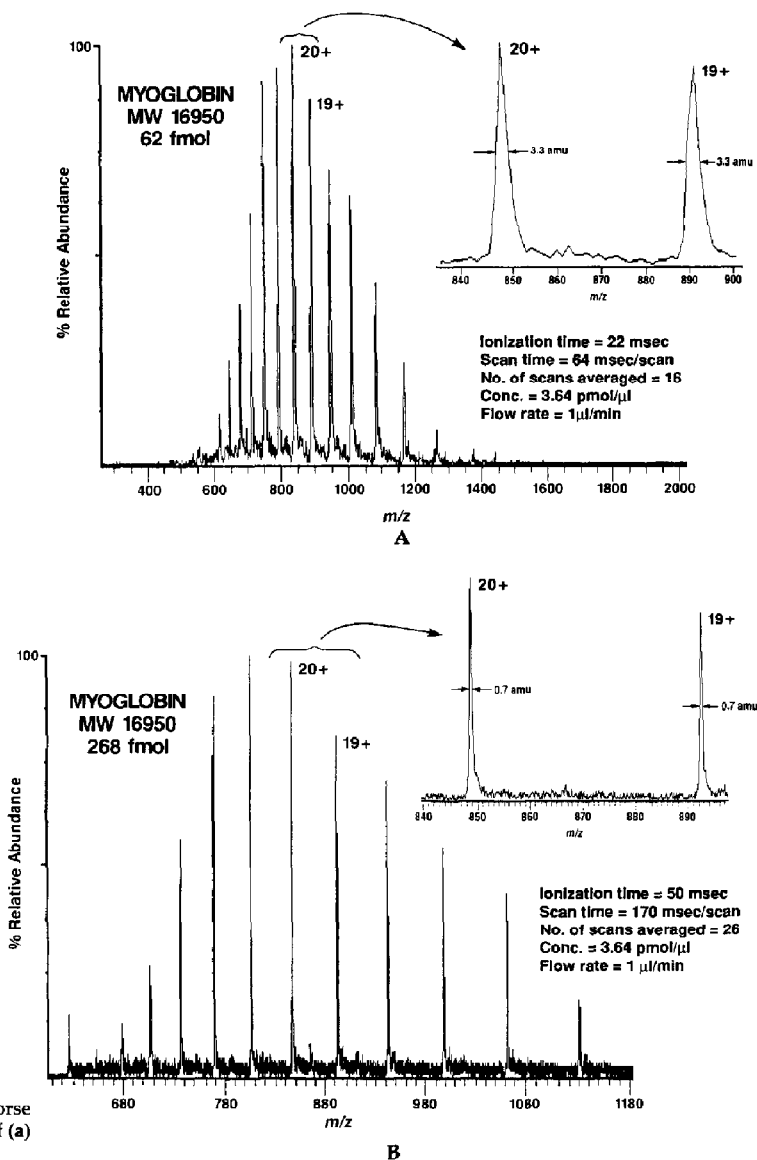 100
% Relative Abundance
MYOGLOBIN
MW 16950
62 fmol
20+
19+
20+
19+
3.3 amu
3.3 amu
840 850 860 870 880 890 900
m/z
Ionization time = 22 msec
Scan time = 64 msec/scan
No. of scans averaged = 16
Conc. = 3.64 pmol/µl
Flow rate = 1µl/min
400 600 800 1000 1200 1400 1600 1800 2000
m/z
A
100
% Relative Abundance
MYOGLOBIN
MW 16950
268 fmol
20+
19+
20+
19+
0.7 amu
0.7 amu
840 850 860 870 880 890
m/z
Ionization time = 50 msec
Scan time = 170 msec/scan
No. of scans averaged = 26
Conc. = 3.64 pmol/µl
Flow rate = 1 µl/min
680 780 880 980 1080 1180
m/z
orse
f (a)
B